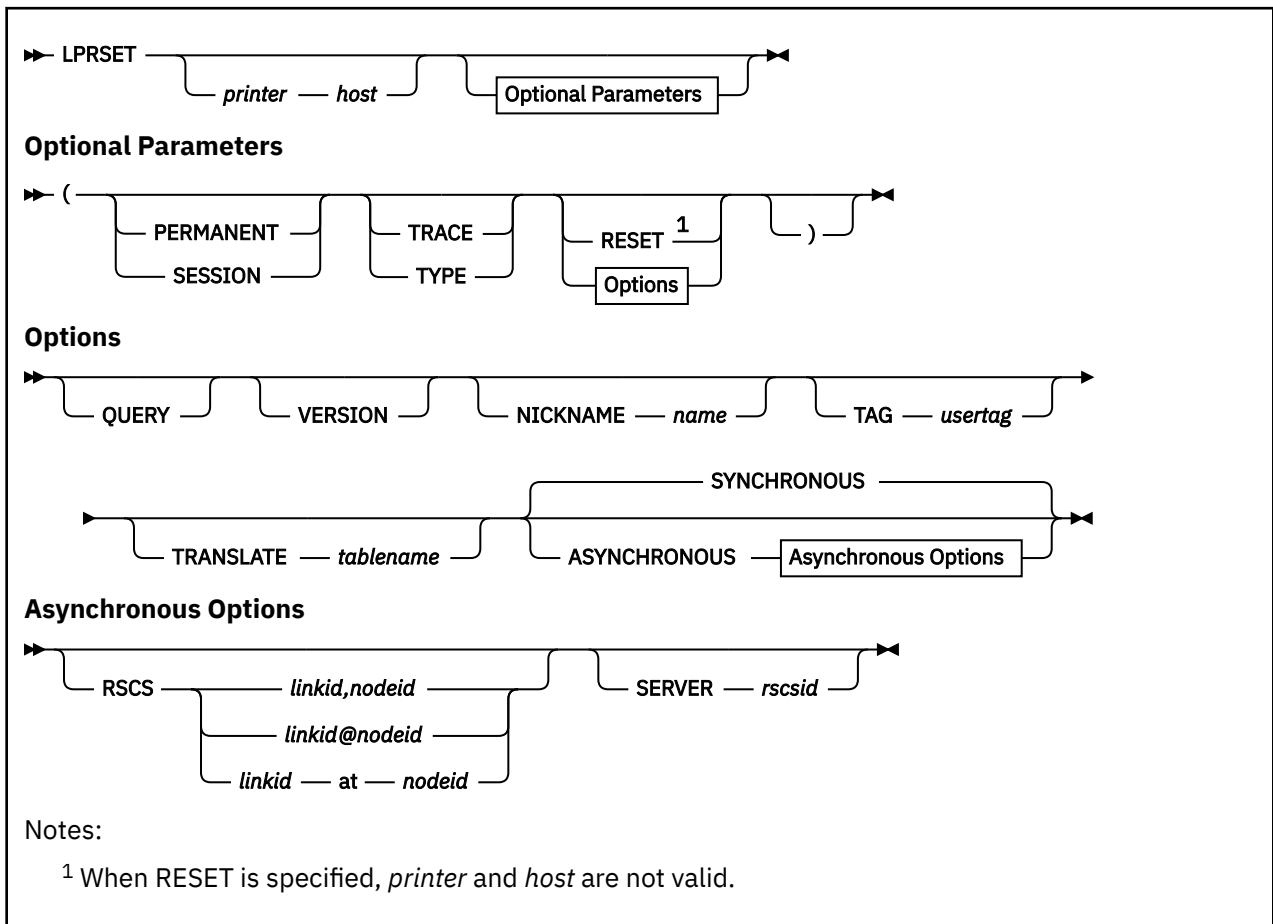 LPRSET
printer host
Optional Parameters
Optional Parameters
(
PERMANENT TRACE RESET 1 )
SESSION TYPE Options
Options
QUERY VERSION NICKNAME name TAG usertag
SYNCHRONOUS
TRANSLATE tablename ASYNCHRONOUS Asynchronous Options
Asynchronous Options
RSCS linkid,nodeid SERVER rscsid
linkid@nodeid
linkid at nodeid
Notes:
1 When RESET is specified, printer and host are not valid.